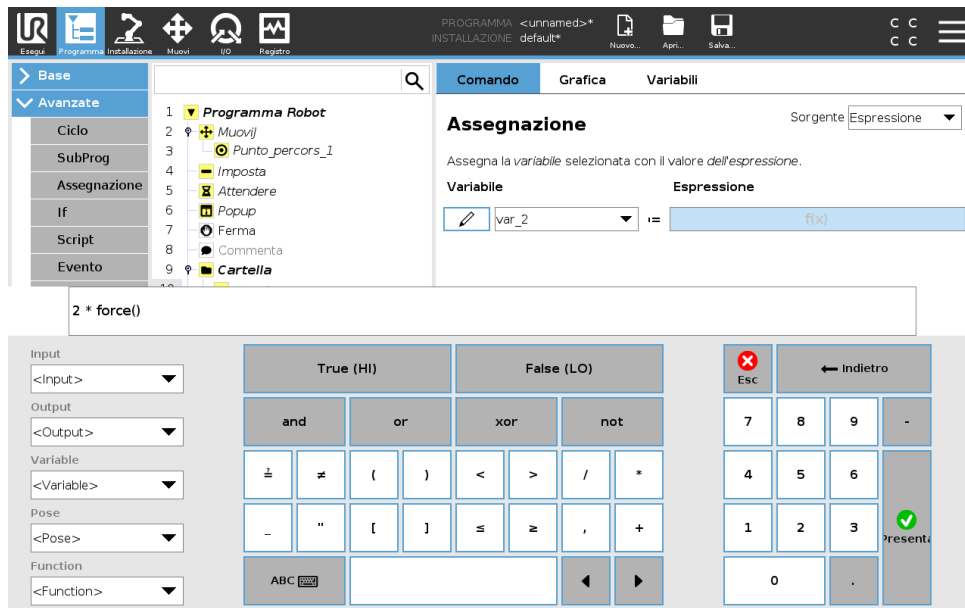 PROGRAMMA <unnamed>*
INSTALLAZIONE default*
Esegui Programma Installazione Muovi I/O Registro Nuovo... Apri... Salva...
C C
C C
Base
Avanzate
Ciclo
SubProg
Assegnazione
If
Script
Evento
1 Programma Robot
2 MuoviJ
3 Punto_percors_1
4 Imposta
5 Attendere
6 Popup
7 Ferma
8 Commenta
9 Cartella
Comando Grafica Variabili
Assegnazione
Sorgente Espressione
Assegna la variabile selezionata con il valore dell'espressione.
Variabile Espressione
var_2 := f(x)
2 * force()
Input
<Input>
Output
<Output>
Variable
<Variable>
Pose
<Pose>
Function
<Function>
True (HI) False (LO)
and or xor not
≟ ≠ ( ) < > / *
_ " [ ] ≤ ≥ , +
ABC
Esc Indietro
7 8 9 -
4 5 6
1 2 3 Presenta
0 .